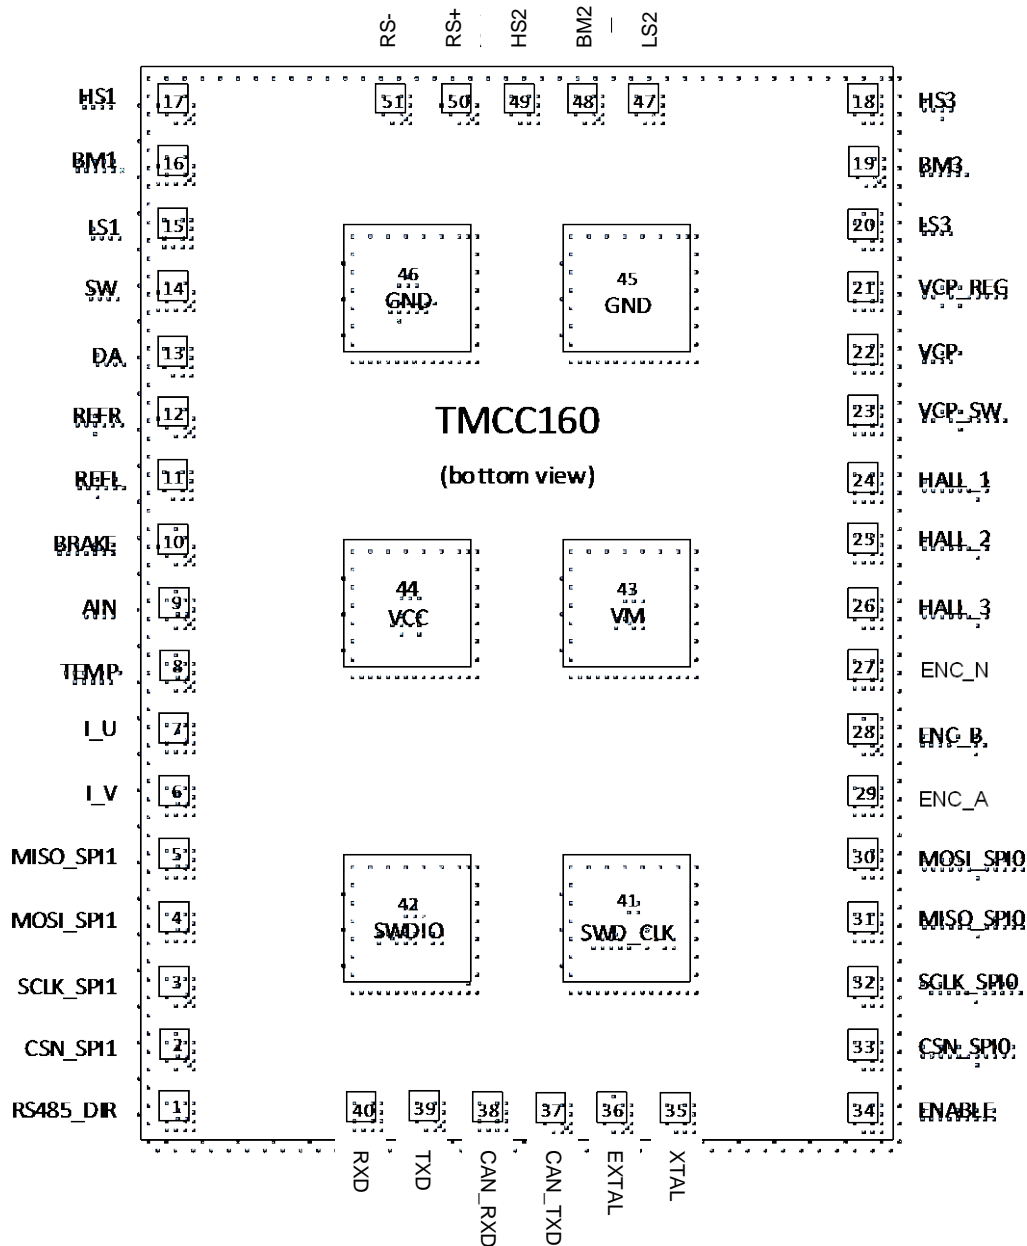 RS- RS+ HS2 BM2 LS2
HS1 17 51 50 49 48 47 18 HS3
BM1 16 19 BM3
LS1 15 20 LS3
SW 14 46 GND 45 GND 21 VCP_REG
DA 13 22 VCP
REFR 12 TMCC160 23 VCP_SW
REFL 11 (bottom view) 24 HALL_1
BRAKE 10 25 HALL_2
AIN 9 44 VCC 43 VM 26 HALL_3
TEMP 8 27 ENC_N
I_U 7 28 ENC_B
I_V 6 29 ENC_A
MISO_SPI1 5 30 MOSI_SPI0
MOSI_SPI1 4 42 SWDIO 41 SWD_CLK 31 MISO_SPI0
SCLK_SPI1 3 32 SCLK_SPI0
CSN_SPI1 2 33 CSN_SPI0
RS485_DIR 1 40 39 38 37 36 35 34 ENABLE
RXD TXD CAN_RXD CAN_TXD EXTAL XTAL